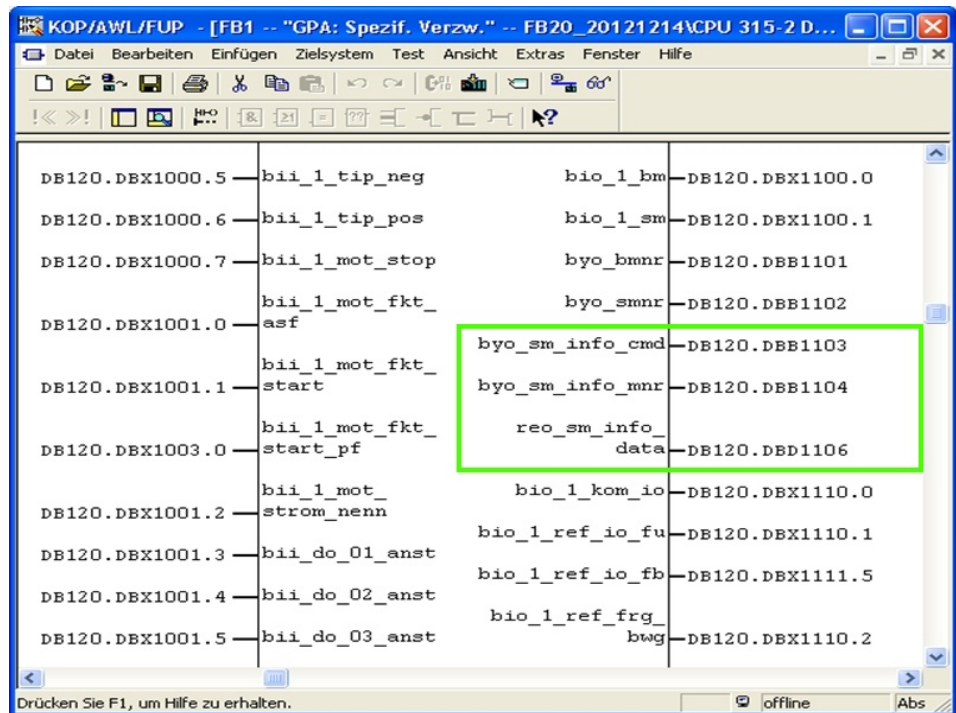 KOP/AWL/FUP - [FB1 -- "GPA: Spezif. Verzw." -- FB20_20121214\CPU 315-2 D...
Datei Bearbeiten Einfügen Zielsystem Test Ansicht Extras Fenster Hilfe
DB120.DBX1000.5 bii_1_tip_neg bio_1_bm DB120.DBX1100.0
DB120.DBX1000.6 bii_1_tip_pos bio_1_sm DB120.DBX1100.1
DB120.DBX1000.7 bii_1_mot_stop byo_bmnr DB120.DBB1101
bii_1_mot_fkt_ byo_smnr DB120.DBB1102
DB120.DBX1001.0 asf
byo_sm_info_cmd DB120.DBB1103
bii_1_mot_fkt_
DB120.DBX1001.1 start byo_sm_info_mnr DB120.DBB1104
bii_1_mot_fkt_ reo_sm_info_
DB120.DBX1003.0 start_pf data DB120.DBD1106
bii_1_mot_ bio_1_kom_io DB120.DBX1110.0
DB120.DBX1001.2 strom_nenn
bio_1_ref_io_fu DB120.DBX1110.1
DB120.DBX1001.3 bii_do_01_anst
bio_1_ref_io_fb DB120.DBX1111.5
DB120.DBX1001.4 bii_do_02_anst
bio_1_ref_frg_
DB120.DBX1001.5 bii_do_03_anst bwg DB120.DBX1110.2
Drücken Sie F1, um Hilfe zu erhalten. offline Abs